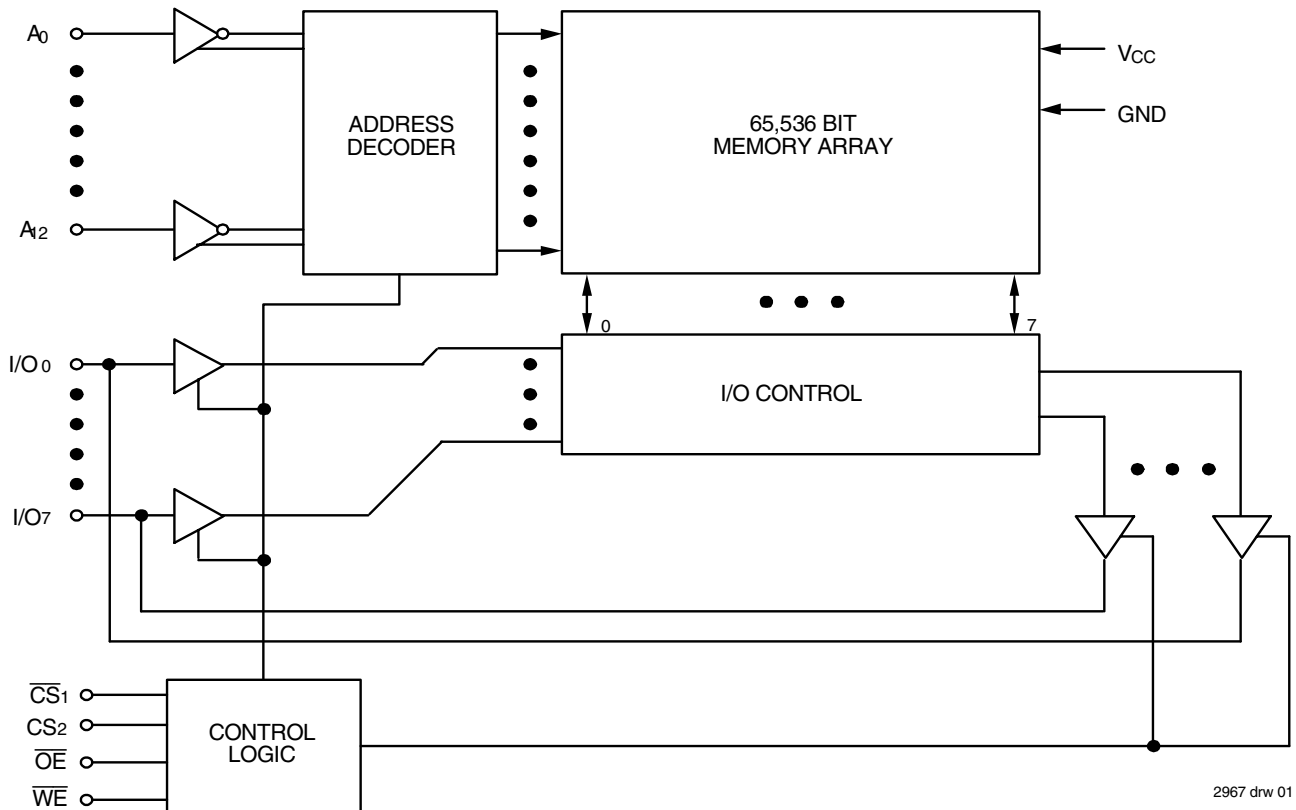 A0
ADDRESS
DECODER
65,536 BIT
MEMORY ARRAY
VCC
GND
A12
0
7
I/O 0
I/O CONTROL
I/O7
CS1
CS2
OE
WE
CONTROL
LOGIC
2967 drw 01